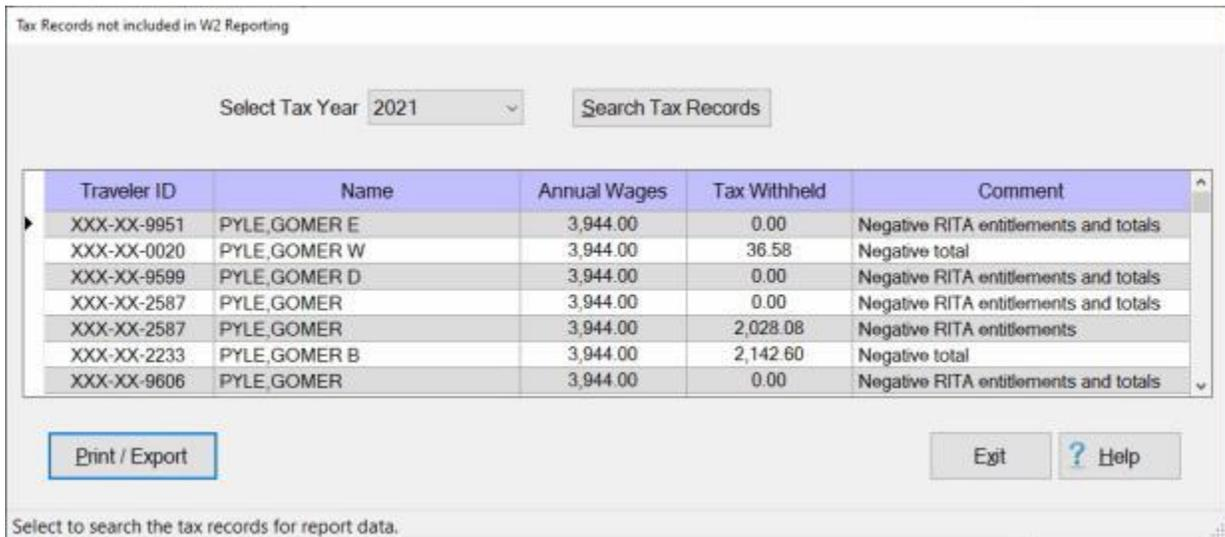 Tax Records not included in W2 Reporting
Select Tax Year 2021 Search Tax Records
Traveler ID Name Annual Wages Tax Withheld Comment
XXX-XX-9951 PYLE,GOMER E 3,944.00 0.00 Negative RITA entitlements and totals
XXX-XX-0020 PYLE,GOMER W 3,944.00 36.58 Negative total
XXX-XX-9599 PYLE,GOMER D 3,944.00 0.00 Negative RITA entitlements and totals
XXX-XX-2587 PYLE,GOMER 3,944.00 0.00 Negative RITA entitlements and totals
XXX-XX-2587 PYLE,GOMER 3,944.00 2,028.08 Negative RITA entitlements
XXX-XX-2233 PYLE,GOMER B 3,944.00 2,142.60 Negative total
XXX-XX-9606 PYLE,GOMER 3,944.00 0.00 Negative RITA entitlements and totals
Print / Export Exit ? Help
Select to search the tax records for report data.